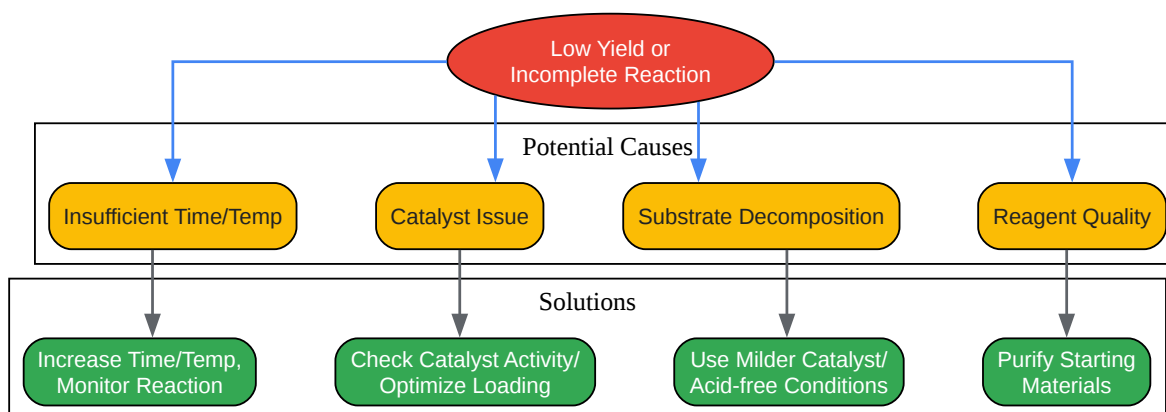 Low Yield or
Incomplete Reaction
Potential Causes
Insufficient Time/Temp
Catalyst Issue
Substrate Decomposition
Reagent Quality
Solutions
Increase Time/Temp,
Monitor Reaction
Check Catalyst Activity/
Optimize Loading
Use Milder Catalyst/
Acid-free Conditions
Purify Starting
Materials